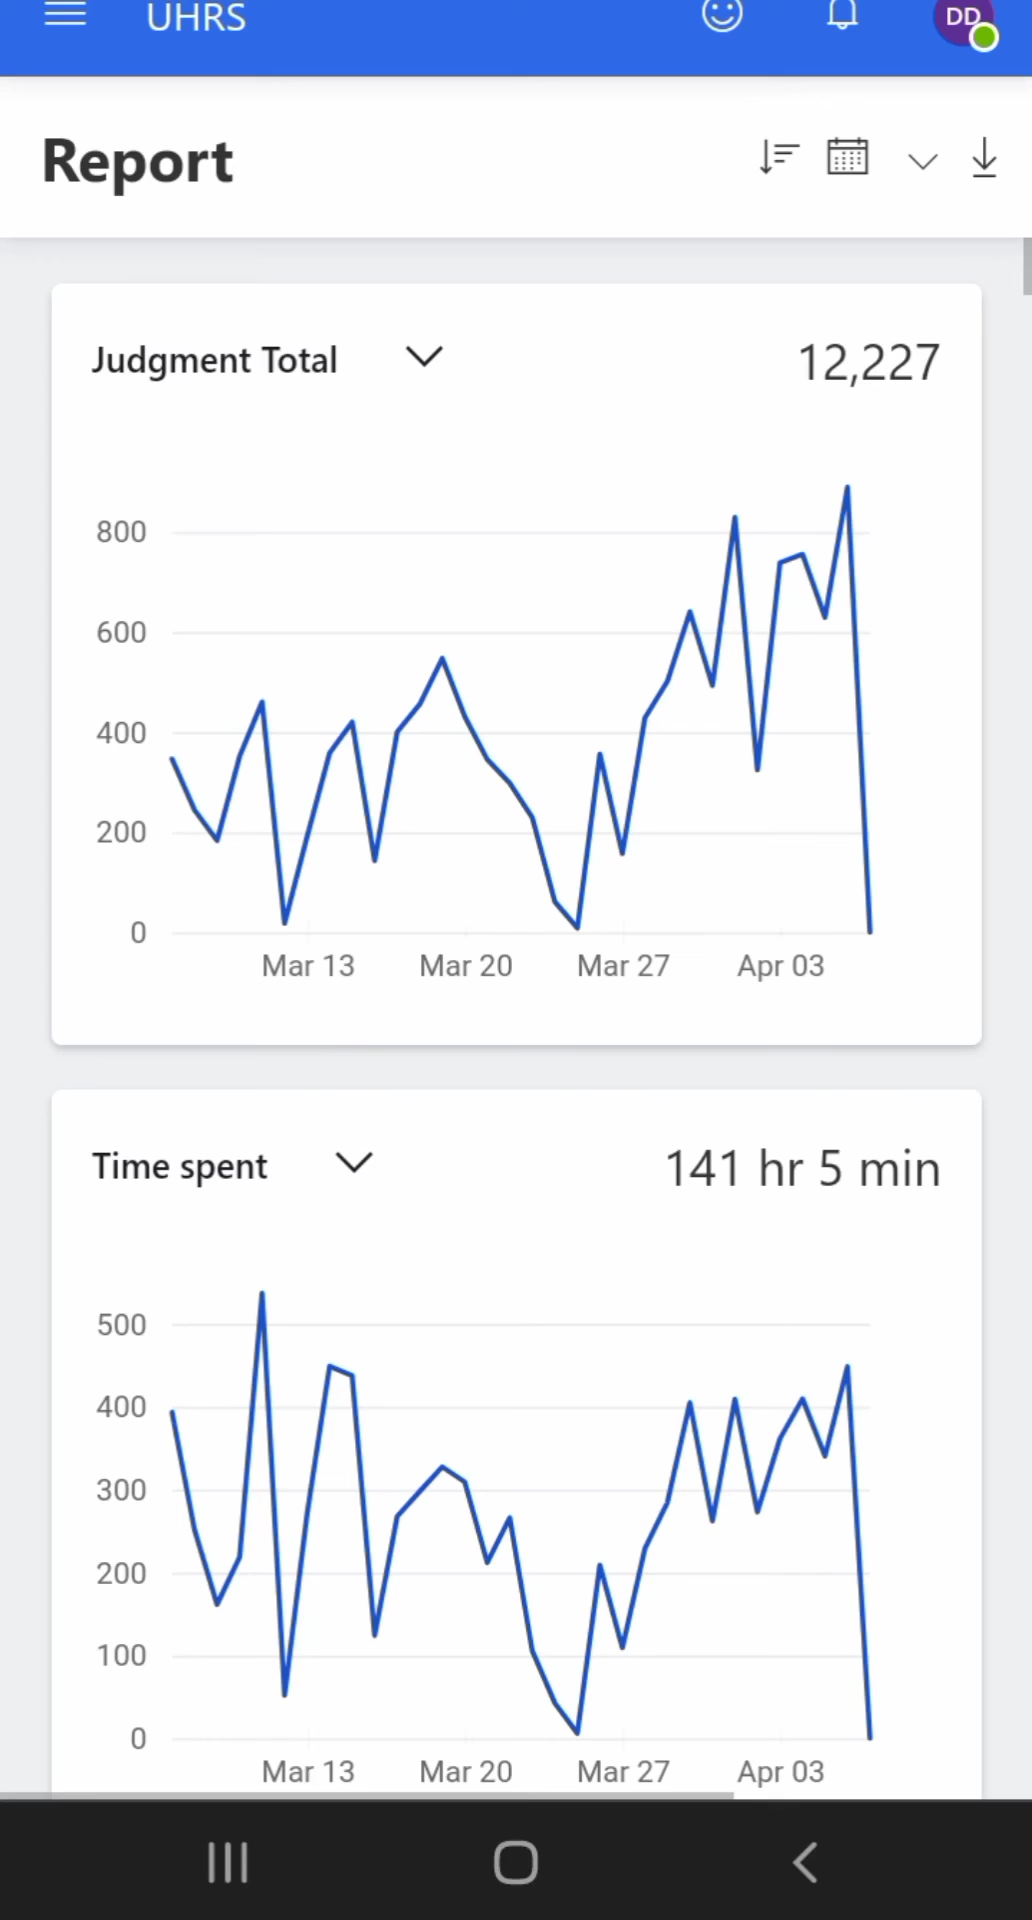 UHRS
DD
Report
Judgment Total
12,227
800
600
400
200
0
Mar 13 Mar 20 Mar 27 Apr 03
Time spent
141 hr 5 min
500
400
300
200
100
0
Mar 13 Mar 20 Mar 27 Apr 03